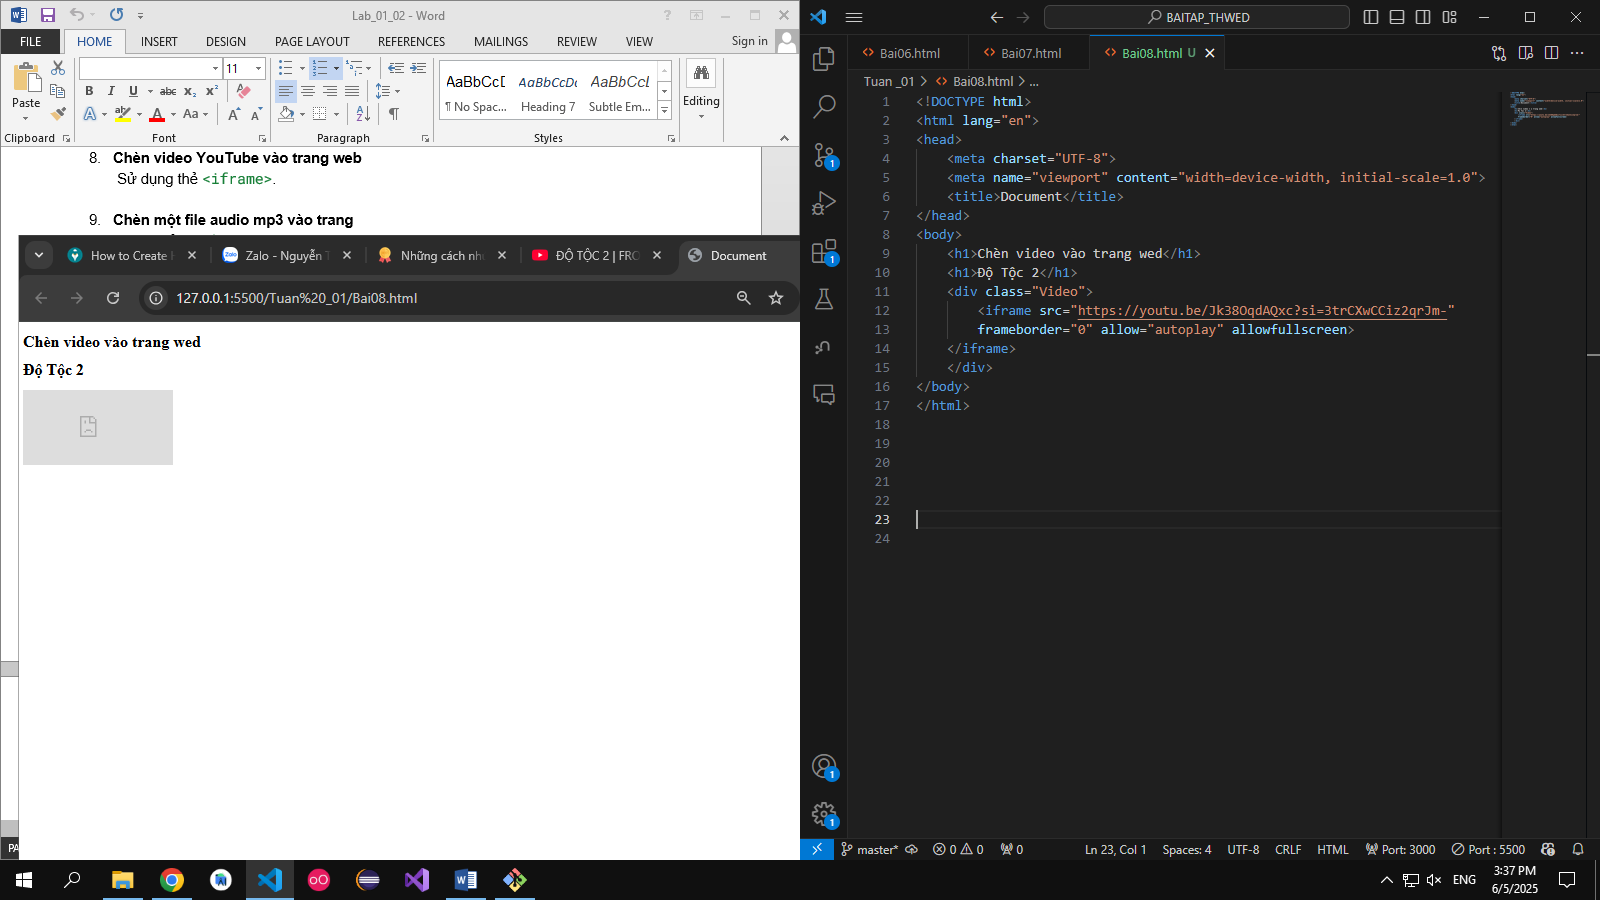 Lab_01_02 - Word
FILE
HOME
INSERT
DESIGN
PAGE LAYOUT
REFERENCES
MAILINGS
REVIEW
VIEW
Sign in
Paste
11
AaBbCcD
AaBbCcDc
AaBbCcL
¶ No Spac...
Heading 7
Subtle Em...
Editing
Clipboard
Font
Paragraph
Styles
8. Chèn video YouTube vào trang web
Sử dụng thẻ <iframe>.
9. Chèn một file audio mp3 vào trang
How to Create
Zalo - Nguyễn T
Những cách nh
ĐỘ TỘC 2 | FRO
Document
127.0.0.1:5500/Tuan%20_01/Bai08.html
Chèn video vào trang wed
Độ Tộc 2
PA
BAITAP_THWED
Bai06.html
Bai07.html
Bai08.html U
Tuan _01 > Bai08.html > ...
1 <!DOCTYPE html>
2 <html lang="en">
3 <head>
4 <meta charset="UTF-8">
5 <meta name="viewport" content="width=device-width, initial-scale=1.0">
6 <title>Document</title>
7 </head>
8 <body>
9 <h1>Chèn video vào trang wed</h1>
10 <h1>Độ Tộc 2</h1>
11 <div class="Video">
12 <iframe src="https://youtu.be/Jk38OqdAQxc?si=3trCXwCCiz2qrJm-"
13 frameborder="0" allow="autoplay" allowfullscreen>
14 </iframe>
15 </div>
16 </body>
17 </html>
18
19
20
21
22
23
24
master*
0 0
0
Ln 23, Col 1
Spaces: 4
UTF-8
CRLF
HTML
Port: 3000
Port : 5500
ENG
3:37 PM
6/5/2025